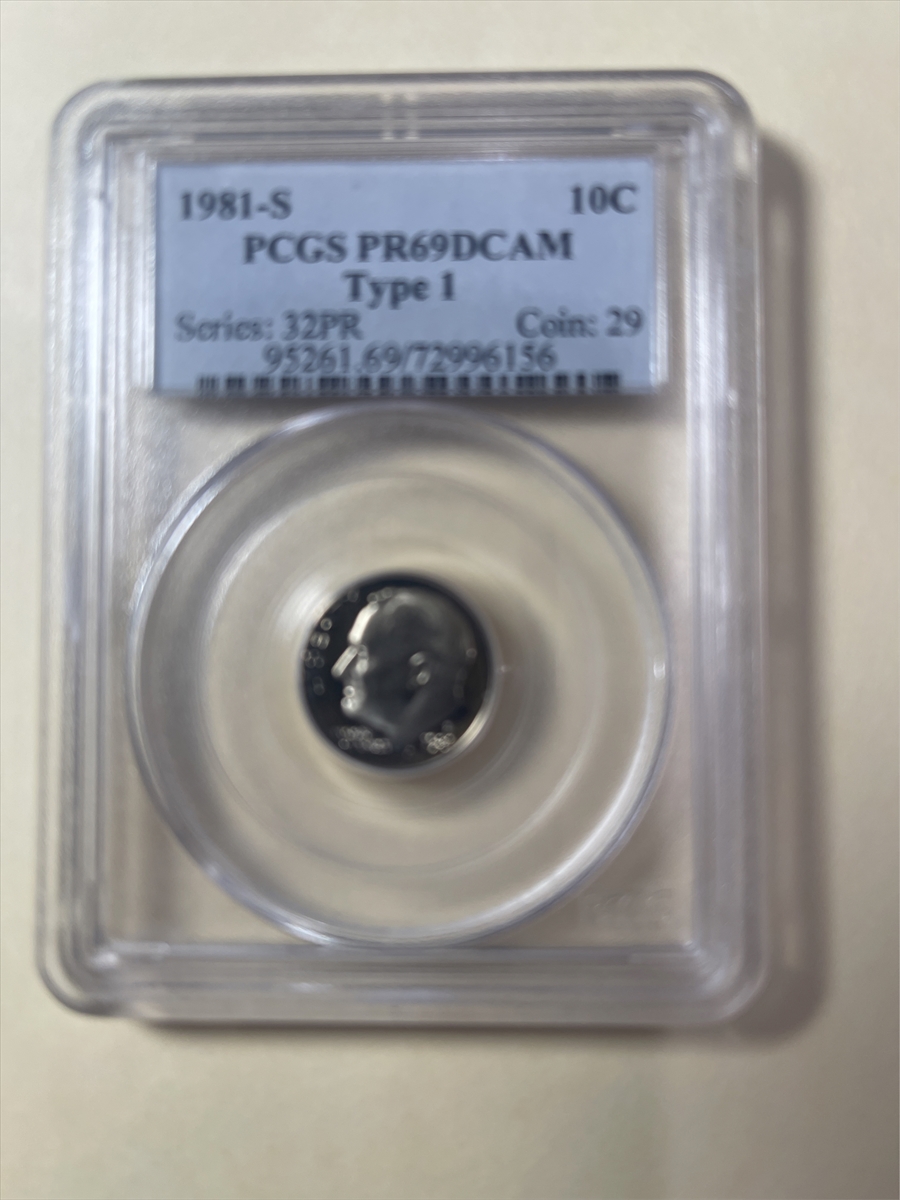 1981-S 10C
PCGS PR69DCAM
Type 1
Series: 32PR Coin: 29
95261.69/72996156